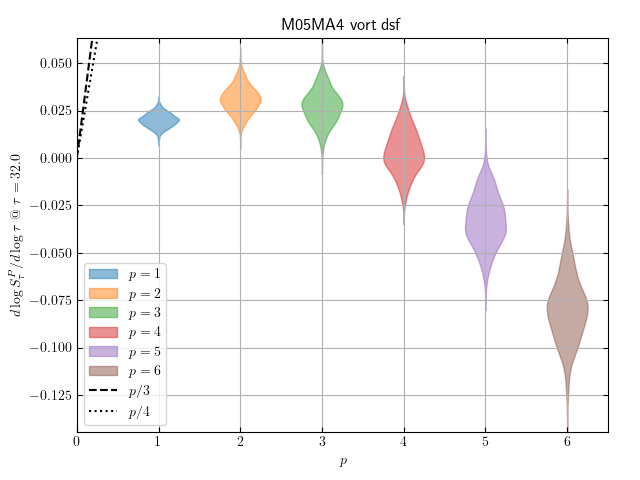 M05MA4 vort dsf
d log S_τ^P / d log τ @ τ = 32.0
0.050
0.025
0.000
−0.025
−0.050
−0.075
−0.100
−0.125
p = 1
p = 2
p = 3
p = 4
p = 5
p = 6
p/3
p/4
0 1 2 3 4 5 6
p